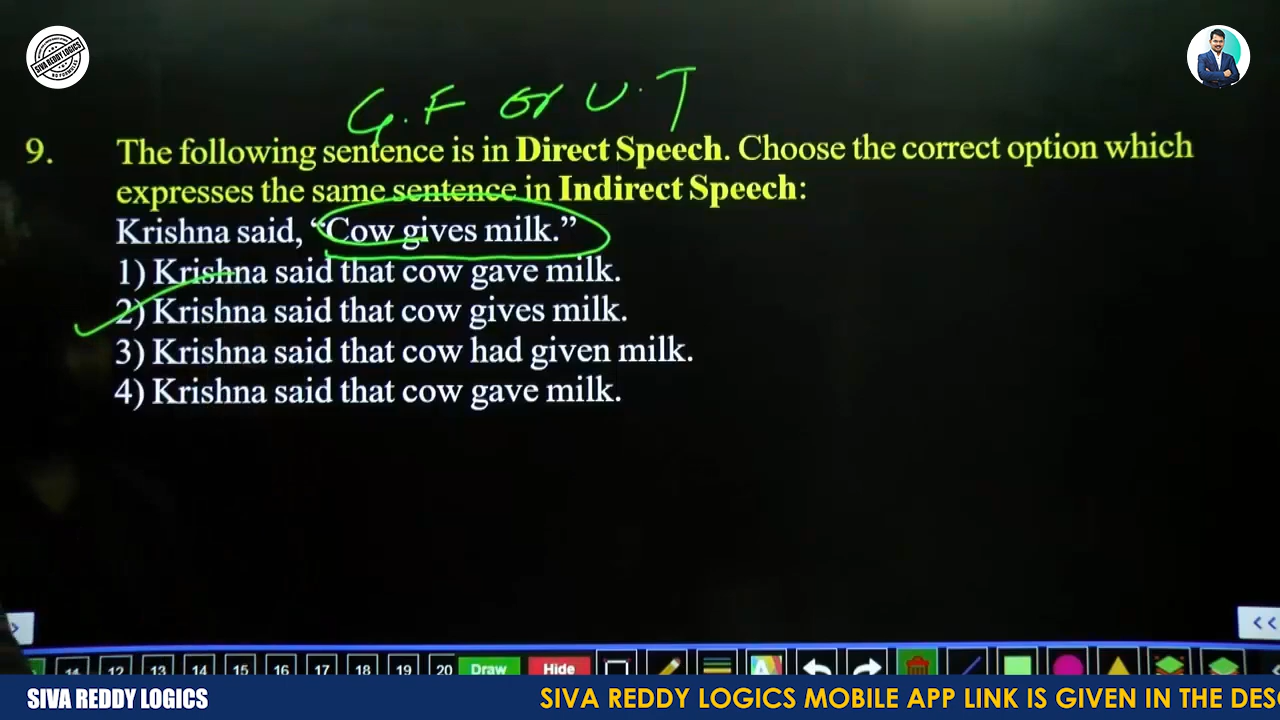 SIVA REDDY LOGICS
G.F or U.T
9. The following sentence is in Direct Speech. Choose the correct option which
expresses the same sentence in Indirect Speech:
Krishna said, “Cow gives milk.”
1) Krishna said that cow gave milk.
2) Krishna said that cow gives milk.
3) Krishna said that cow had given milk.
4) Krishna said that cow gave milk.
11 12 13 14 15 16 17 18 19 20 Draw Hide
SIVA REDDY LOGICS SIVA REDDY LOGICS MOBILE APP LINK IS GIVEN IN THE DES